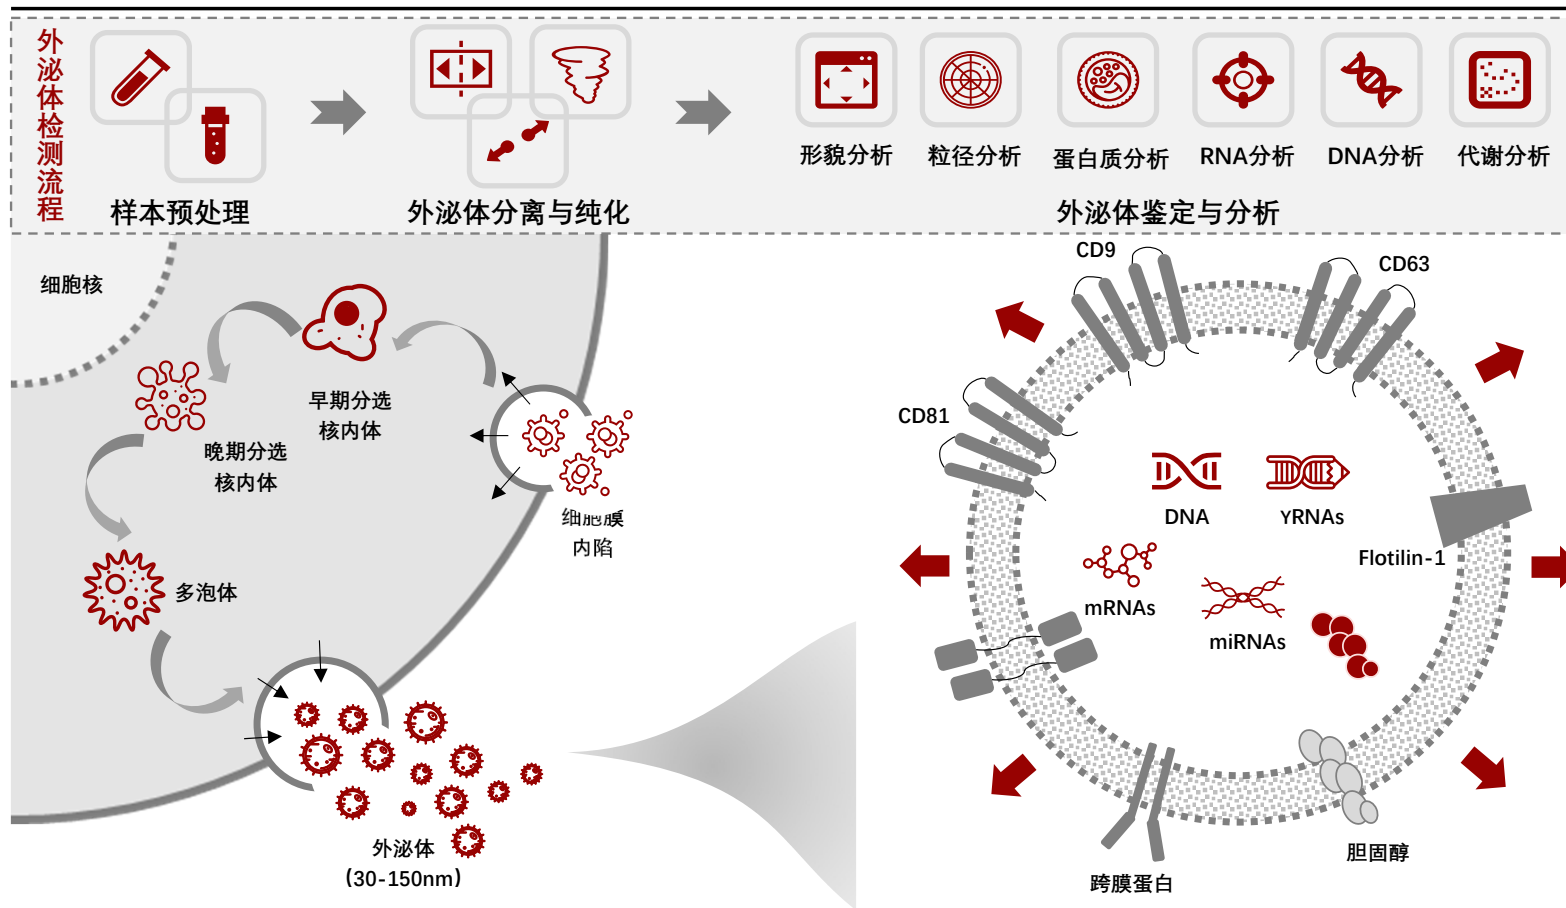 外泌体检测流程
样本预处理
外泌体分离与纯化
形貌分析
粒径分析
蛋白质分析
RNA分析
DNA分析
代谢分析
外泌体鉴定与分析
细胞核
早期分选
核内体
晚期分选
核内体
细胞膜
内陷
多泡体
外泌体
(30-150nm)
CD9
CD63
CD81
DNA
YRNAs
Flotilin-1
mRNAs
miRNAs
胆固醇
跨膜蛋白